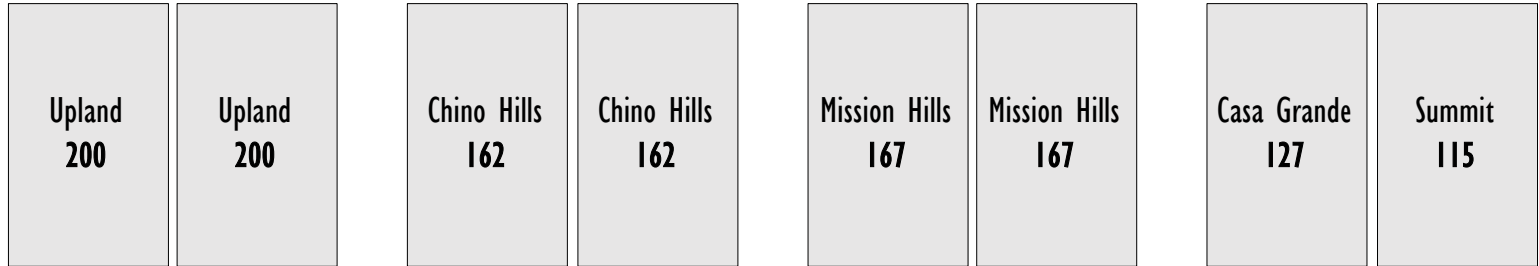 Upland
200
Upland
200
Chino Hills
162
Chino Hills
162
Mission Hills
167
Mission Hills
167
Casa Grande
127
Summit
115